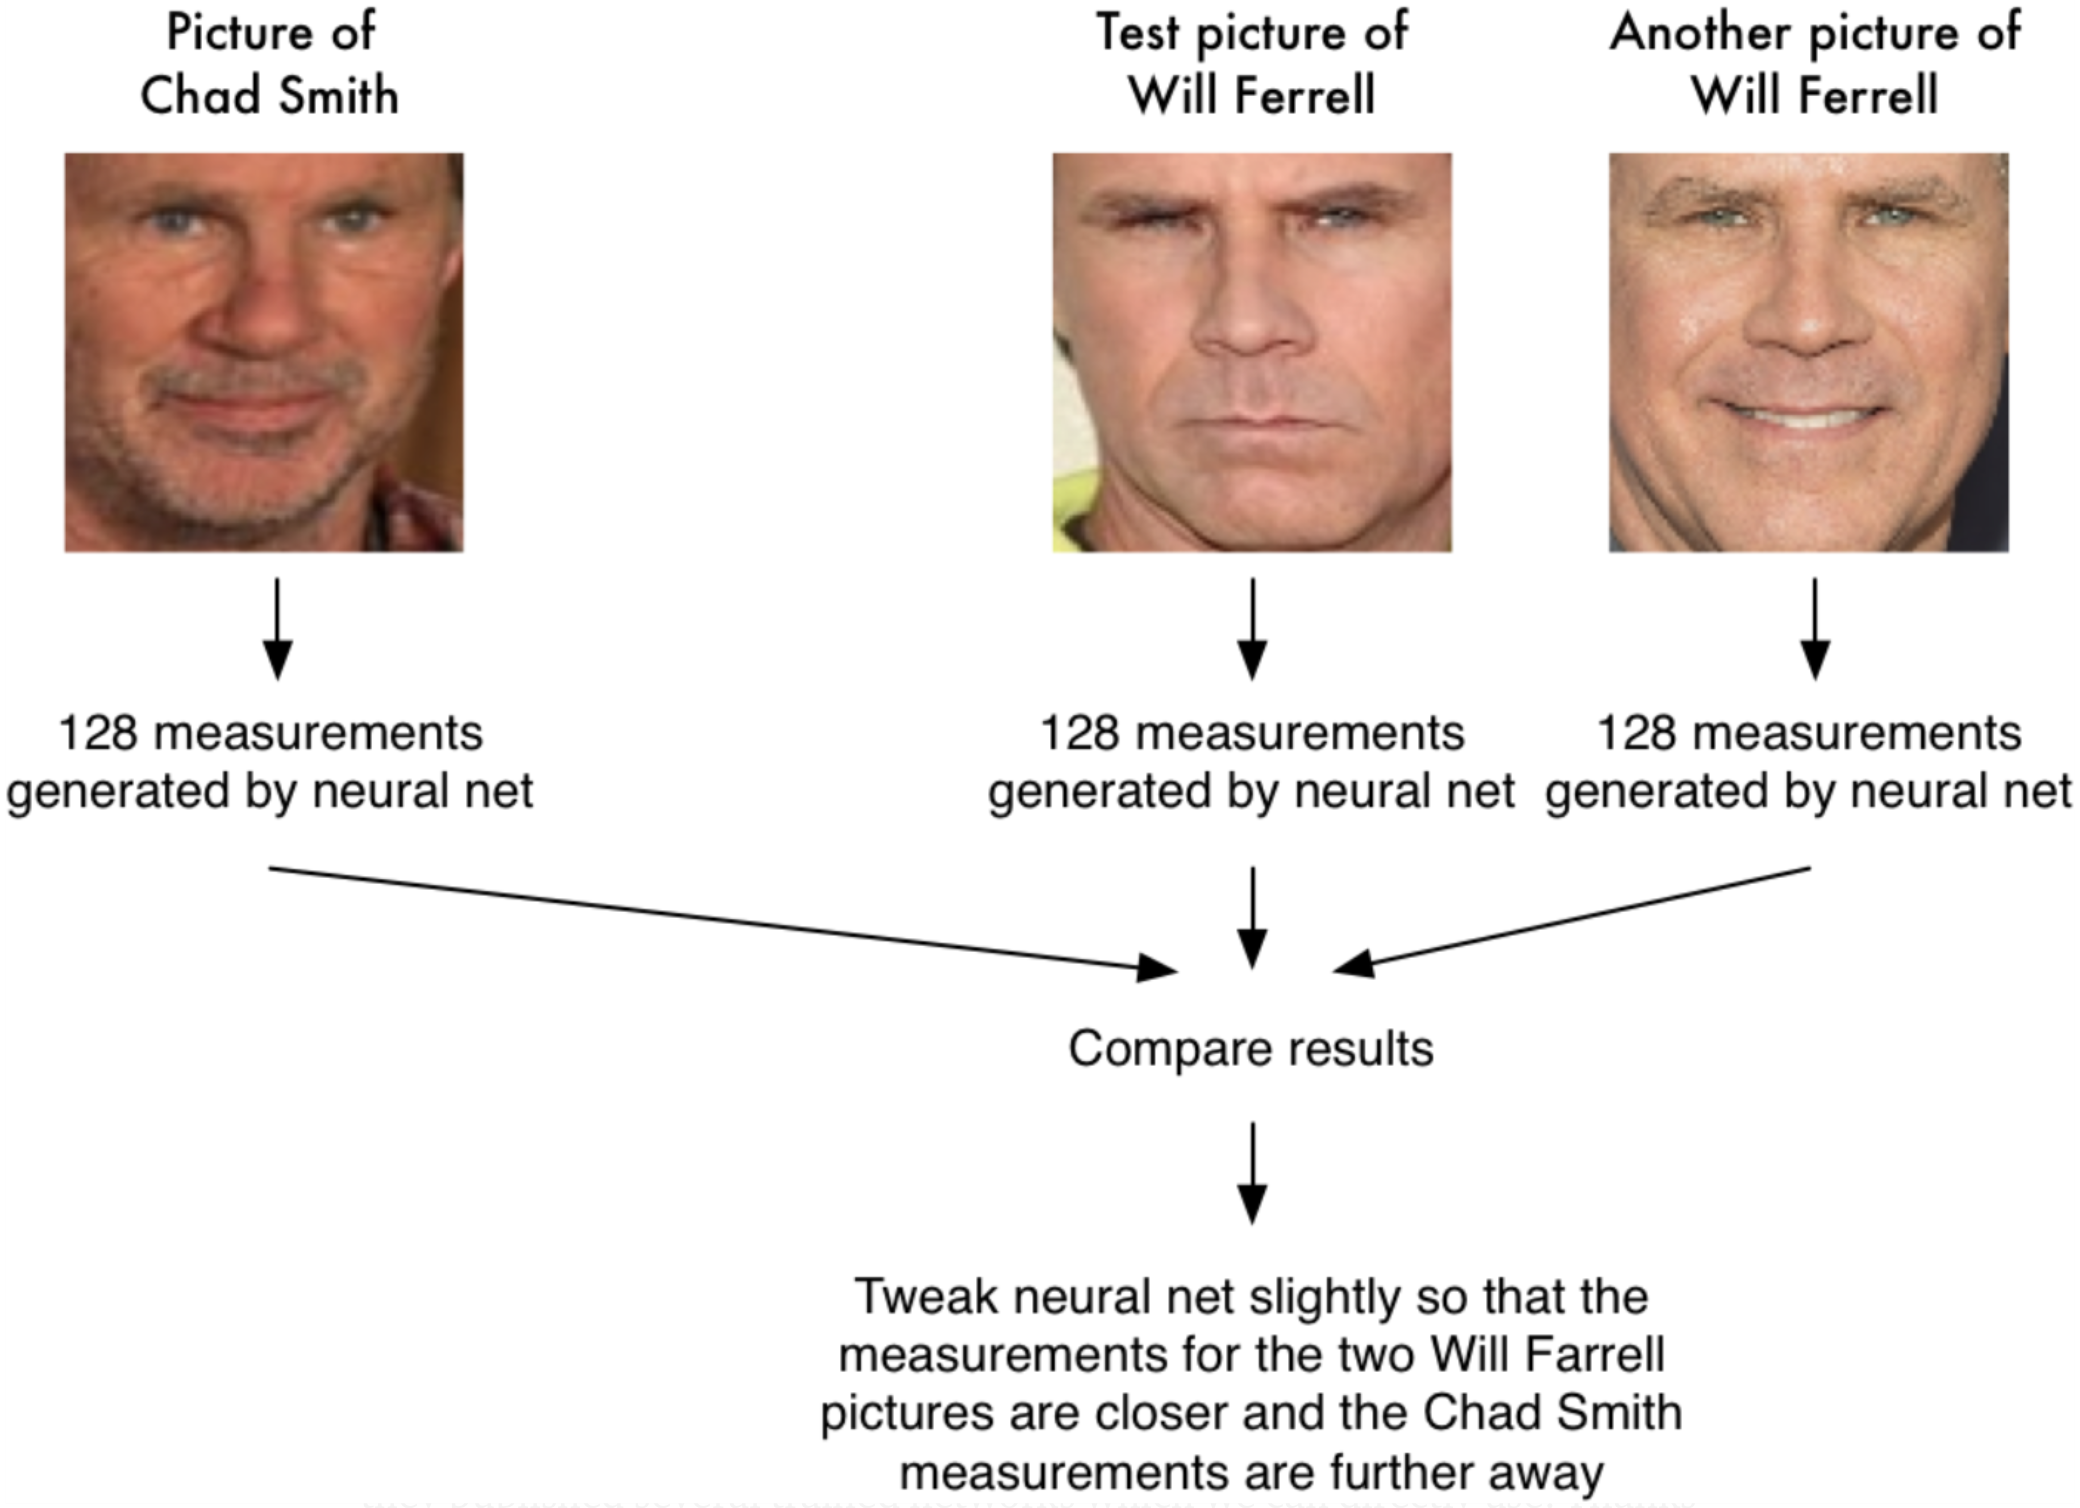 Picture of
Chad Smith
Test picture of
Will Ferrell
Another picture of
Will Ferrell
128 measurements
generated by neural net
128 measurements
generated by neural net
128 measurements
generated by neural net
Compare results
Tweak neural net slightly so that the
measurements for the two Will Farrell
pictures are closer and the Chad Smith
measurements are further away